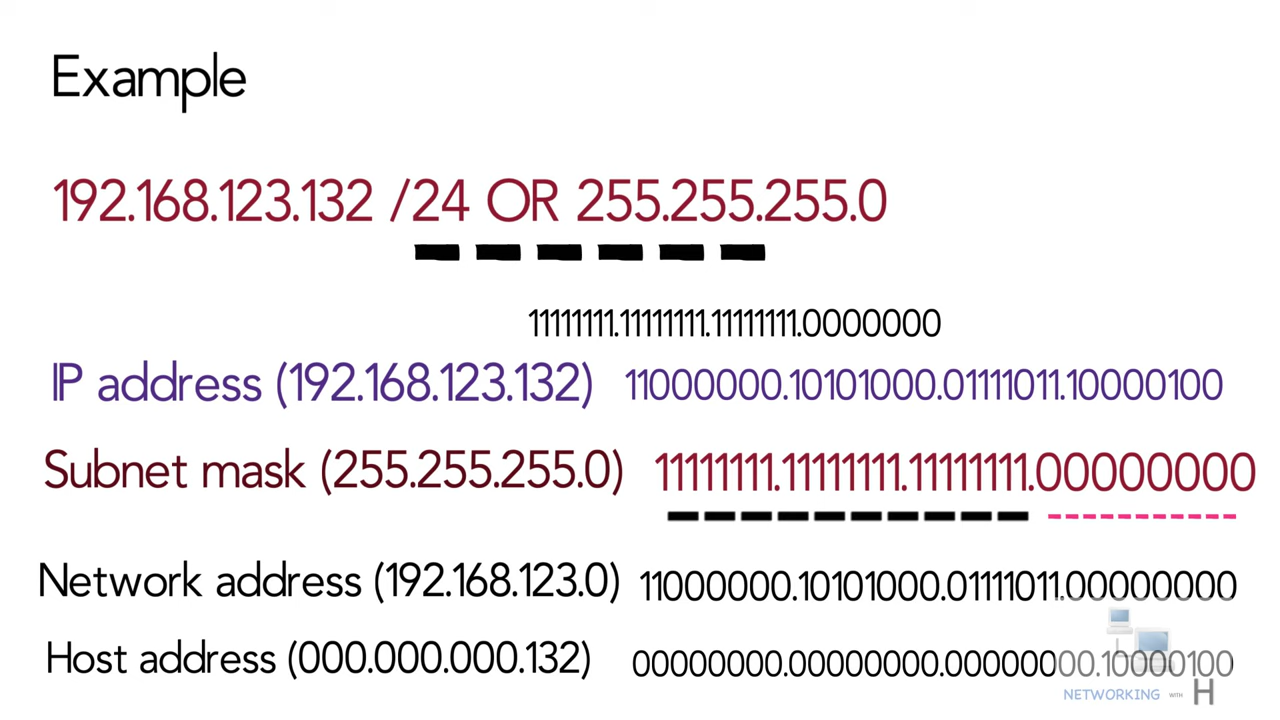 Example
192.168.123.132 /24 OR 255.255.255.0
11111111.11111111.11111111.0000000
IP address (192.168.123.132) 11000000.10101000.01111011.10000100
Subnet mask (255.255.255.0) 11111111.11111111.11111111.00000000
Network address (192.168.123.0) 11000000.10101000.01111011.00000000
Host address (000.000.000.132) 00000000.00000000.00000000.10000100
NETWORKING WITH H